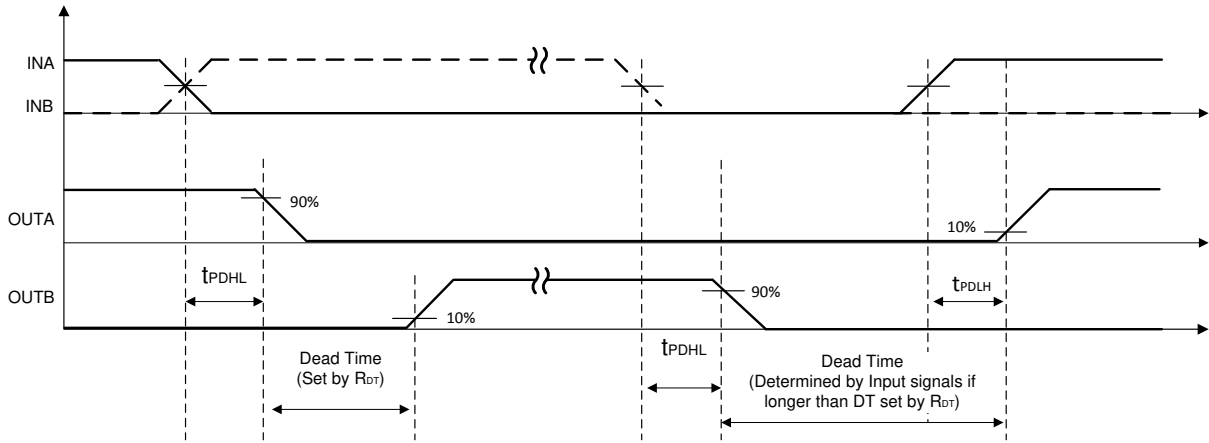 INA
INB
OUTA
90%
10%
tPDHL
OUTB
10%
90%
tPDLH
tPDHL
Dead Time
(Set by RDT)
Dead Time
(Determined by Input signals if
longer than DT set by RDT)